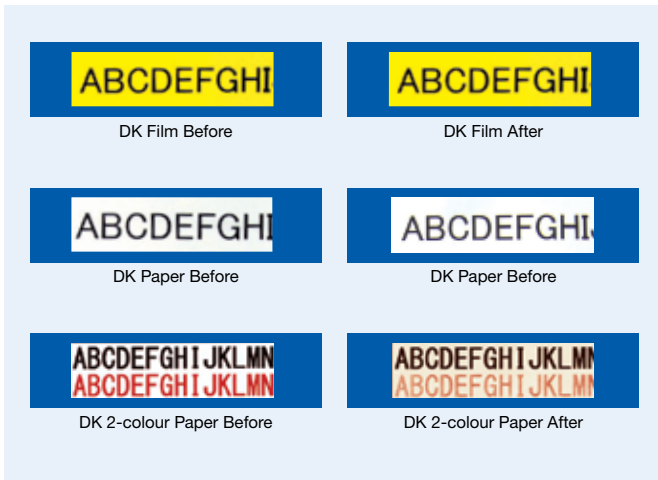 ABCDEFGHI
ABCDEFGHI
DK Film Before
DK Film After
ABCDEFGHI
ABCDEFGHIJ
DK Paper Before
DK Paper Before
ABCDEFGHIJKLMN
ABCDEFGHIJKLMN
ABCDEFGHIJKLMN
ABCDEFGHIJKLMN
DK 2-colour Paper Before
DK 2-colour Paper After